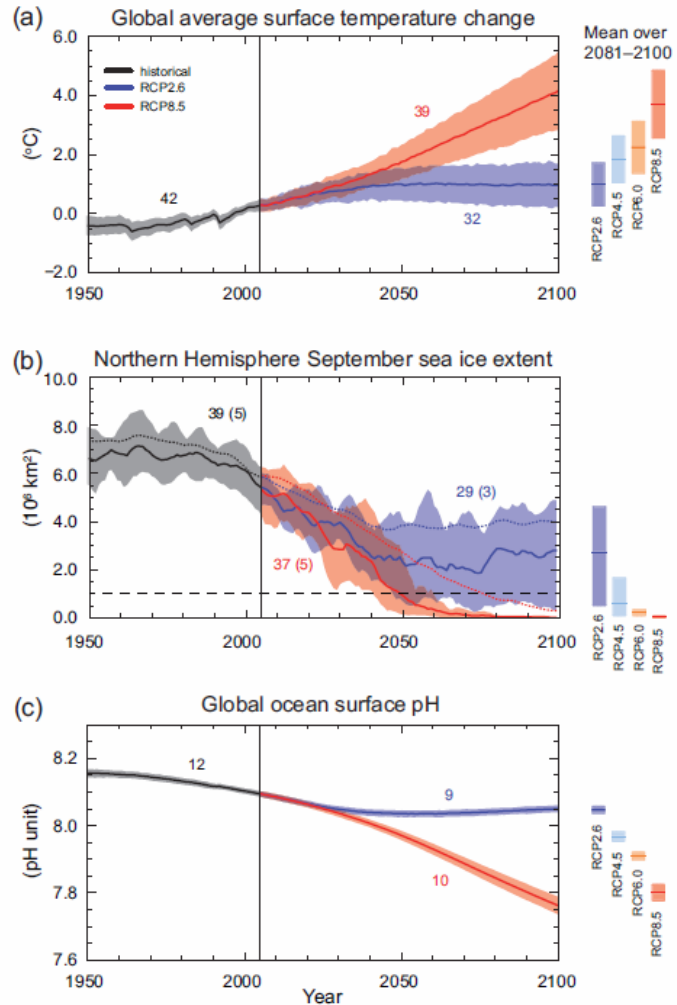 (a) Global average surface temperature change
Mean over
2081–2100
6.0
4.0
2.0
0.0
−2.0
(°C)
historical
RCP2.6
RCP8.5
42
39
32
1950
2000
2050
2100
RCP2.6
RCP4.5
RCP6.0
RCP8.5
(b) Northern Hemisphere September sea ice extent
10.0
8.0
6.0
4.0
2.0
0.0
(10⁶ km²)
39 (5)
29 (3)
37 (5)
1950
2000
2050
2100
RCP2.6
RCP4.5
RCP6.0
RCP8.5
(c) Global ocean surface pH
8.2
8.0
7.8
7.6
(pH unit)
12
9
10
1950
2000
2050
2100
Year
RCP2.6
RCP4.5
RCP6.0
RCP8.5